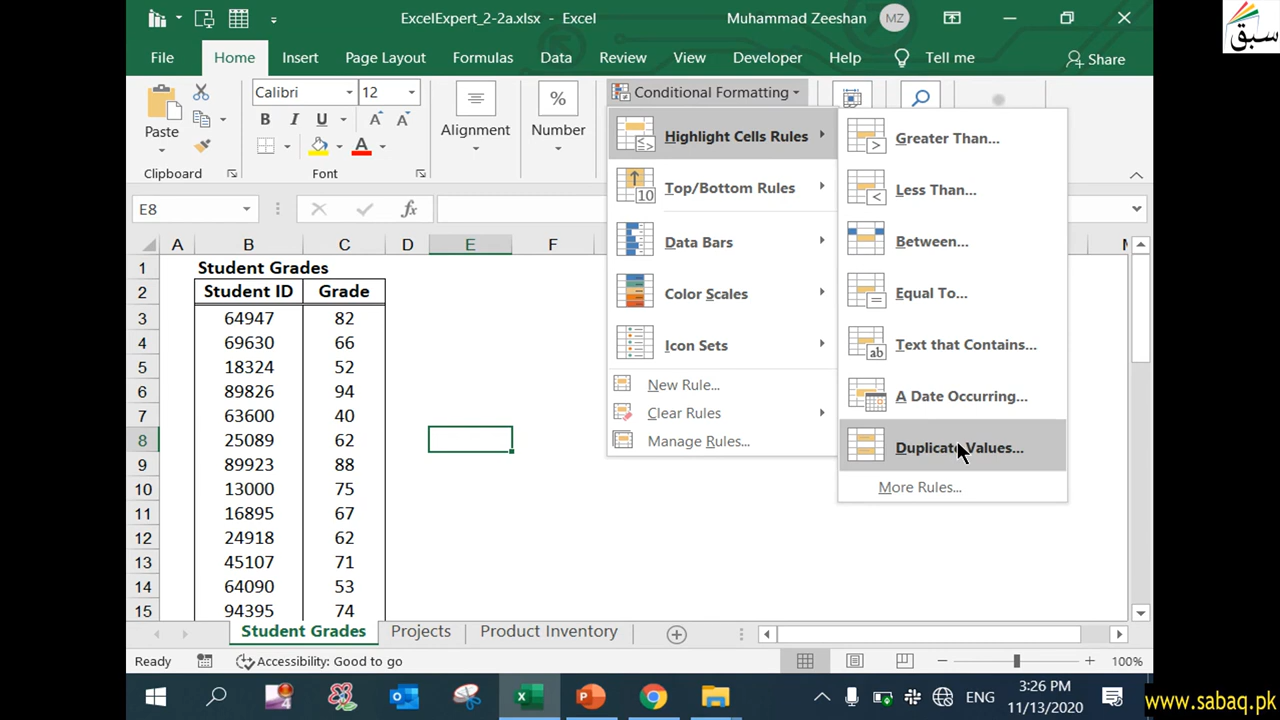 ExcelExpert_2-2a.xlsx - Excel
Muhammad Zeeshan
MZ
سبق
File Home Insert Page Layout Formulas Data Review View Developer Help Tell me Share
Paste
Clipboard
Calibri 12
B I U A A
A
Font
Alignment
%
Number
Conditional Formatting
Highlight Cells Rules
Top/Bottom Rules
10
Data Bars
Color Scales
Icon Sets
New Rule...
Clear Rules
Manage Rules...
Greater Than...
Less Than...
Between...
Equal To...
Text that Contains...
A Date Occurring...
Duplicate Values...
More Rules...
E8 fx
A B C D E F M
1 Student Grades
2 Student ID Grade
3 64947 82
4 69630 66
5 18324 52
6 89826 94
7 63600 40
8 25089 62
9 89923 88
10 13000 75
11 16895 67
12 24918 62
13 45107 71
14 64090 53
15 94395 74
Student Grades Projects Product Inventory
Ready Accessibility: Good to go 100%
ENG 3:26 PM
11/13/2020
www.sabaq.pk